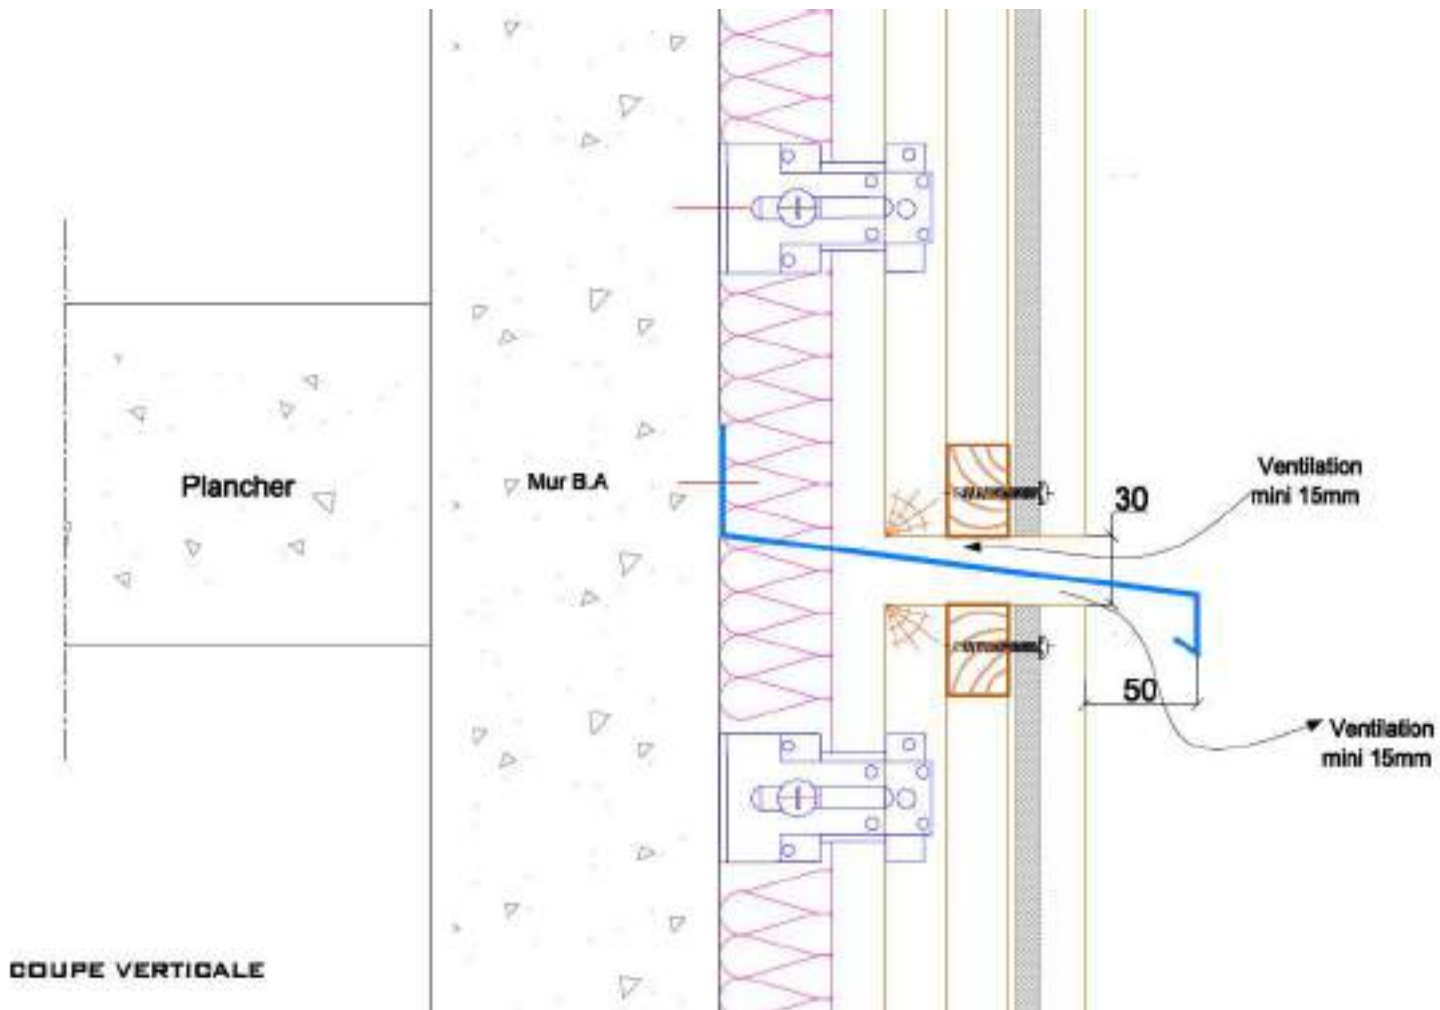 Plancher
Mur B.A
Ventilation
mini 15mm
30
50
Ventilation
mini 15mm
COUPE VERTICALE